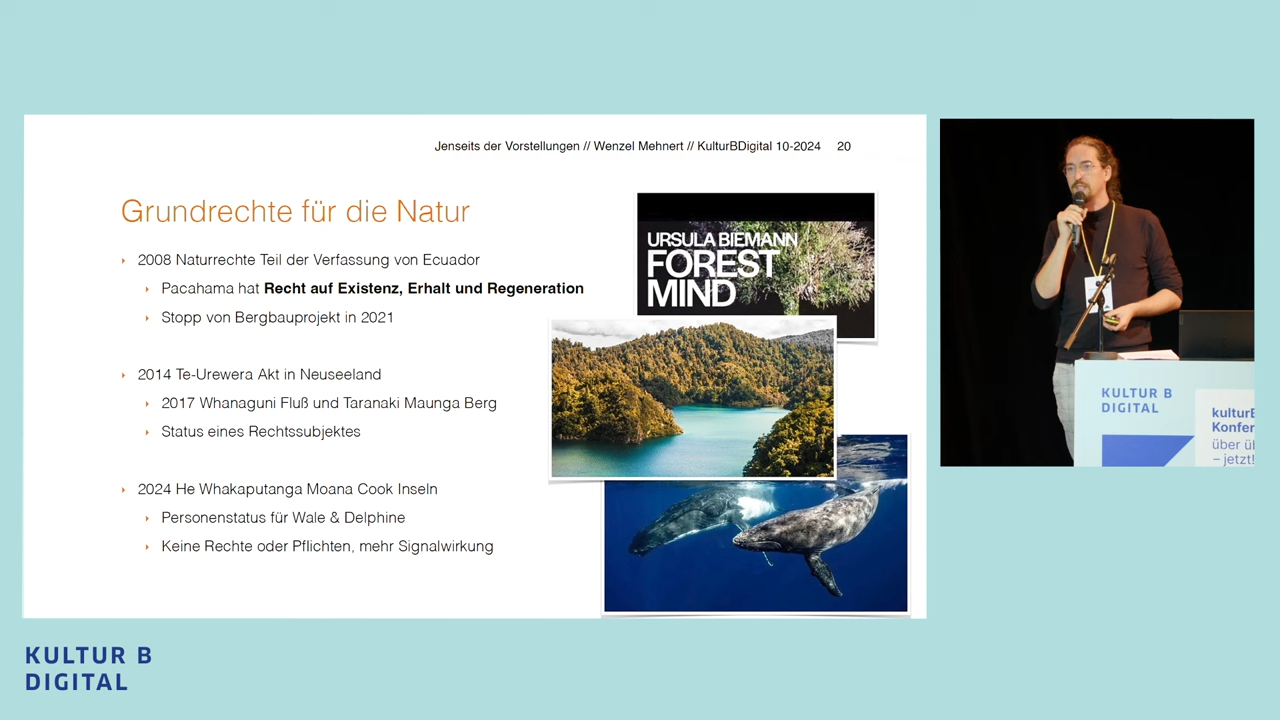 Jenseits der Vorstellungen // Wenzel Mehnert // KulturBDigital 10-2024 20
Grundrechte für die Natur
2008 Naturrechte Teil der Verfassung von Ecuador
Pacahama hat Recht auf Existenz, Erhalt und Regeneration
Stopp von Bergbauprojekt in 2021
2014 Te-Urewera Akt in Neuseeland
2017 Whanaguni Fluß und Taranaki Maunga Berg
Status eines Rechtssubjektes
2024 He Whakaputanga Moana Cook Inseln
Personenstatus für Wale & Delphine
Keine Rechte oder Pflichten, mehr Signalwirkung
URSULA BIEMANN
FOREST
MIND
KULTUR B
DIGITAL
kulturB
Konfer
über üb
– jetzt!
KULTUR B
DIGITAL